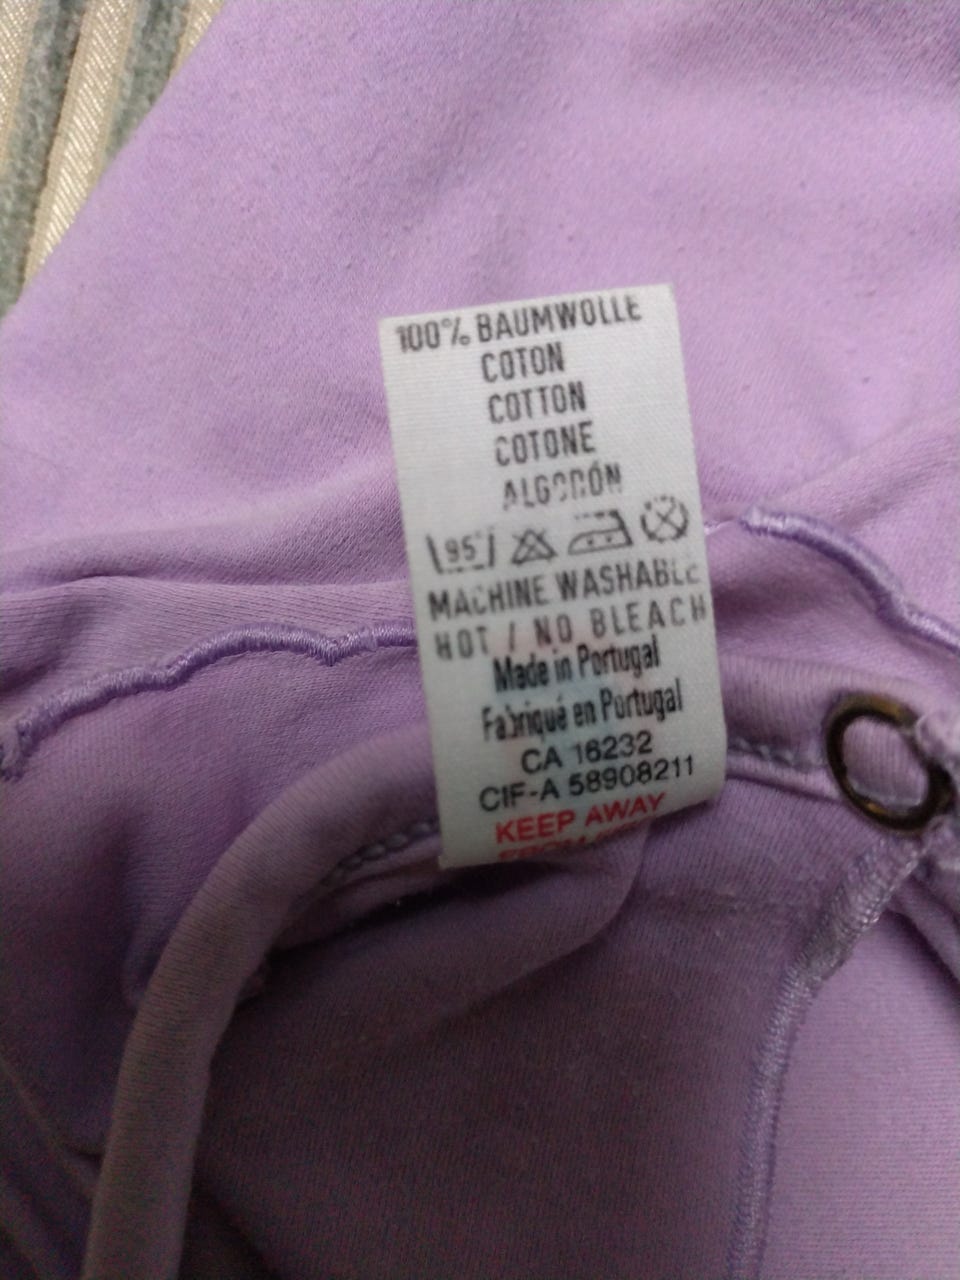 100% BAUMWOLLE
COTON
COTTON
COTONE
ALGODÓN
95°
MACHINE WASHABLE
HOT / NO BLEACH
Made in Portugal
Fabriqué en Portugal
CA 16232
CIF-A 58908211
KEEP AWAY
FROM